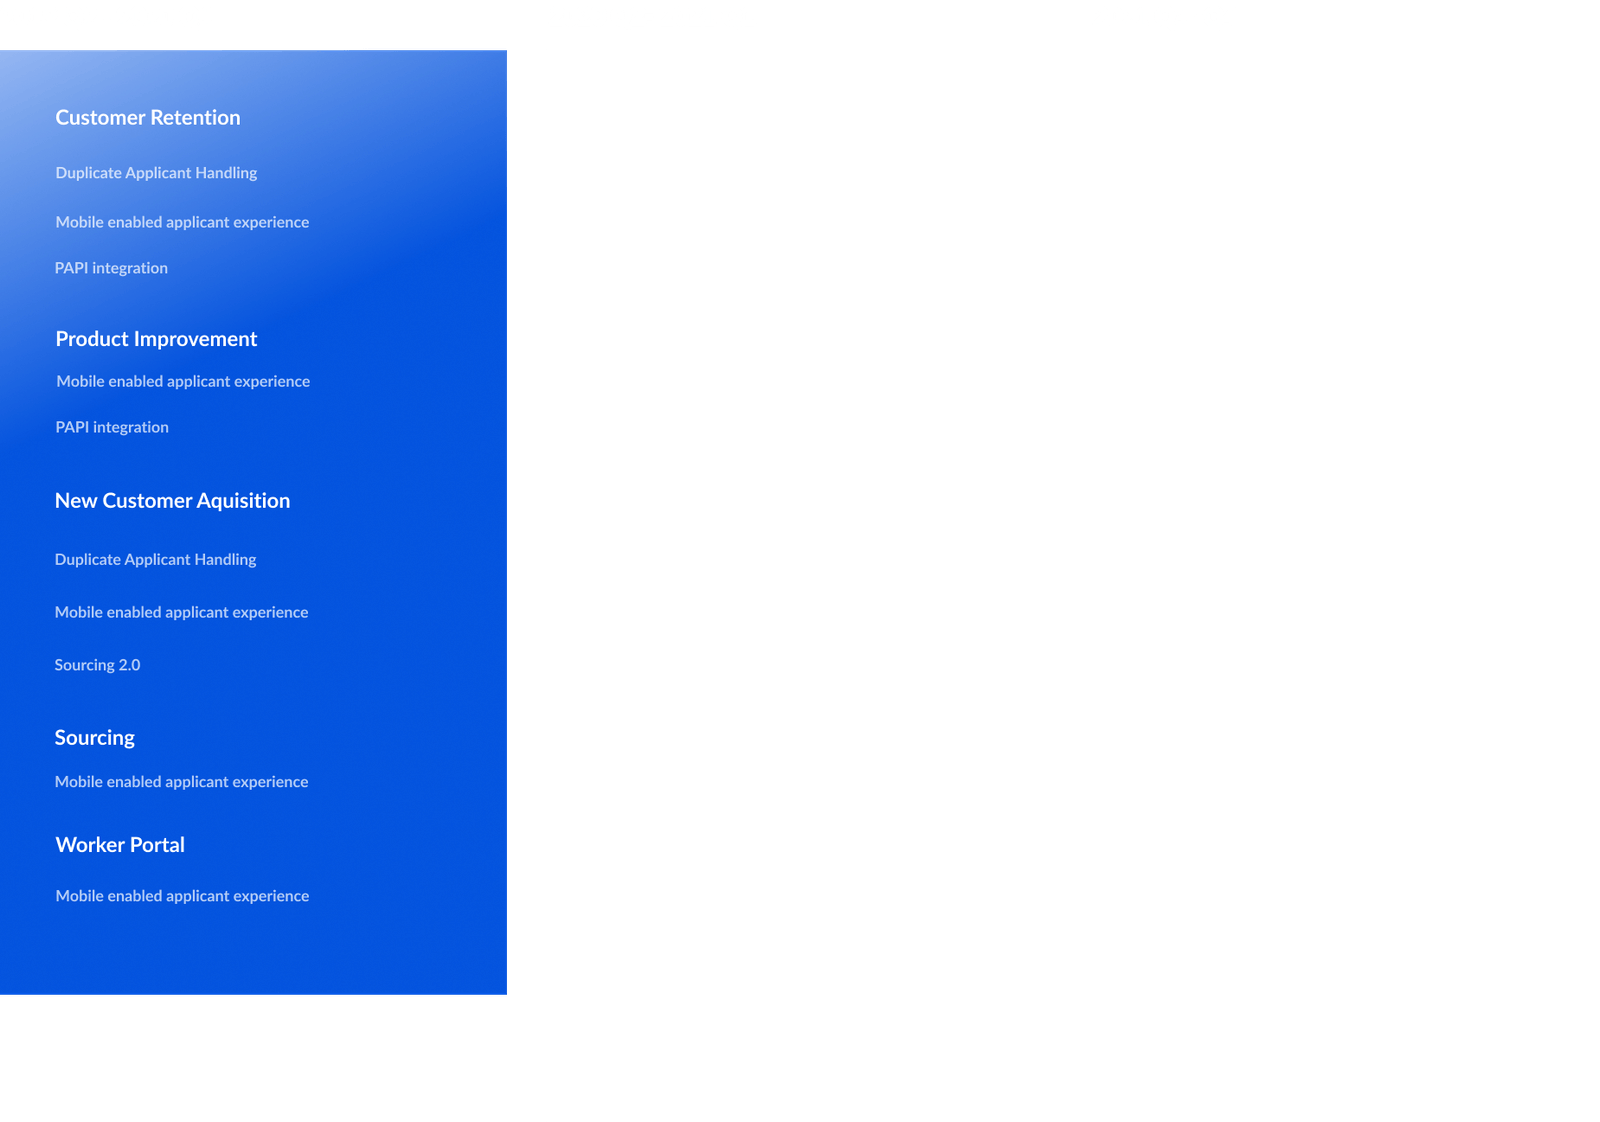 Customer Retention
Duplicate Applicant Handling
Mobile enabled applicant experience
PAPI integration
Product Improvement
Mobile enabled applicant experience
PAPI integration
New Customer Aquisition
Duplicate Applicant Handling
Mobile enabled applicant experience
Sourcing 2.0
Sourcing
Mobile enabled applicant experience
Worker Portal
Mobile enabled applicant experience